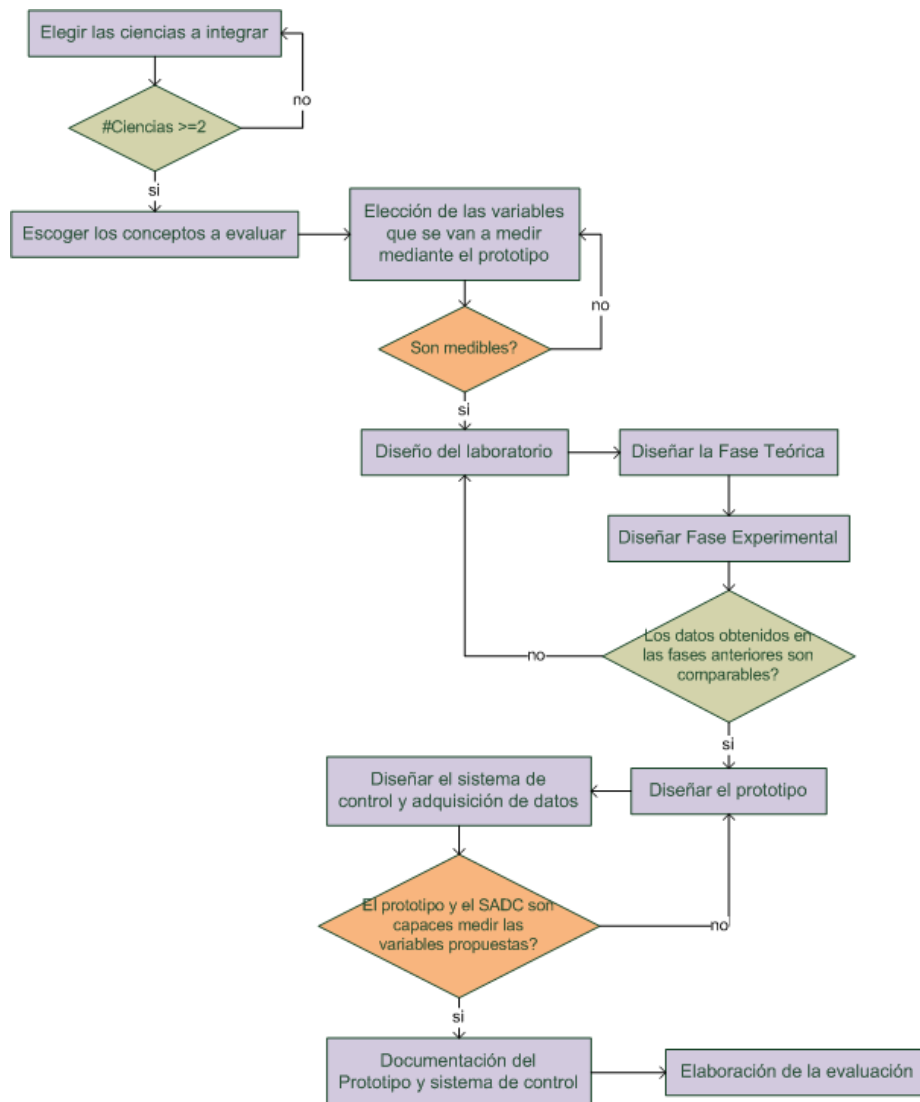 Elegir las ciencias a integrar
no
#Ciencias >=2
si
Escoger los conceptos a evaluar
Elección de las variables
que se van a medir
mediante el prototipo
no
Son medibles?
si
Diseño del laboratorio
Diseñar la Fase Teórica
Diseñar Fase Experimental
Los datos obtenidos en
las fases anteriores son
comparables?
no
si
Diseñar el prototipo
Diseñar el sistema de
control y adquisición de datos
El prototipo y el SADC son
capaces medir las
variables propuestas?
no
si
Documentación del
Prototipo y sistema de control
Elaboración de la evaluación